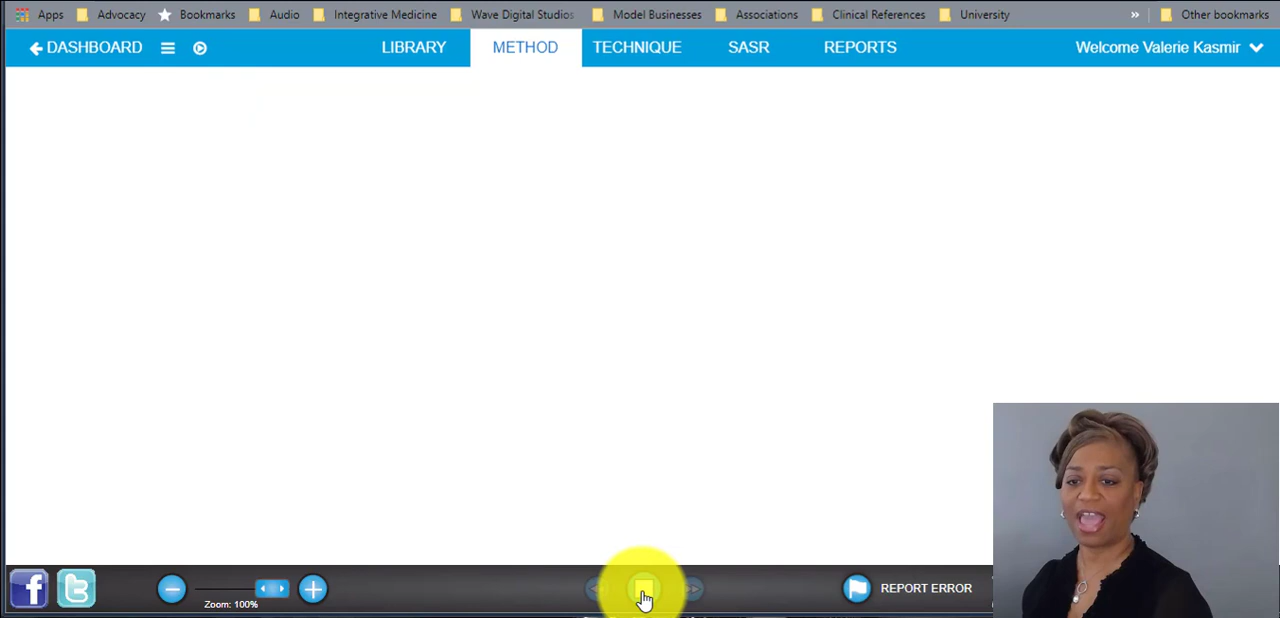 Apps Advocacy Bookmarks Audio Integrative Medicine Wave Digital Studios Model Businesses Associations Clinical References University » Other bookmarks
DASHBOARD LIBRARY METHOD TECHNIQUE SASR REPORTS Welcome Valerie Kasmir
REPORT ERROR
Zoom: 100%